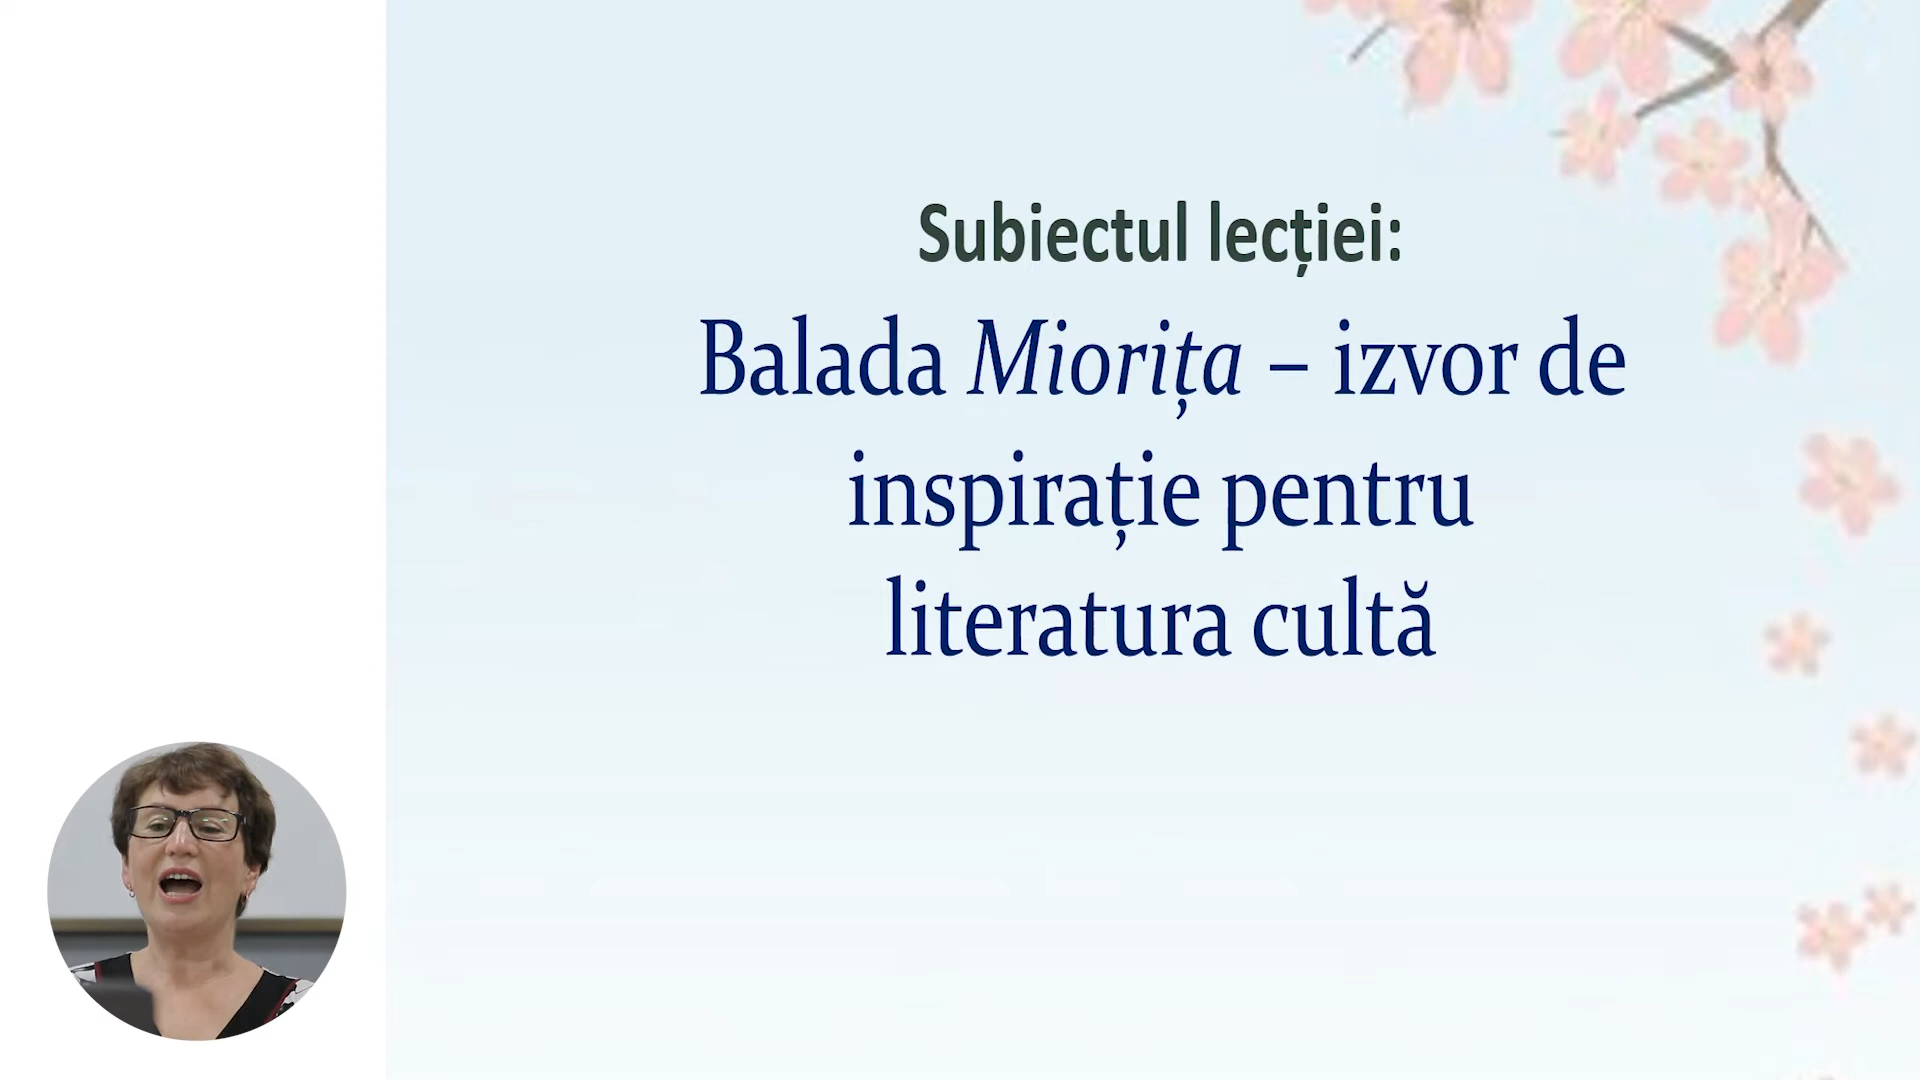 Subiectul lecției:
Balada Miorița – izvor de
inspirație pentru
literatura cultă